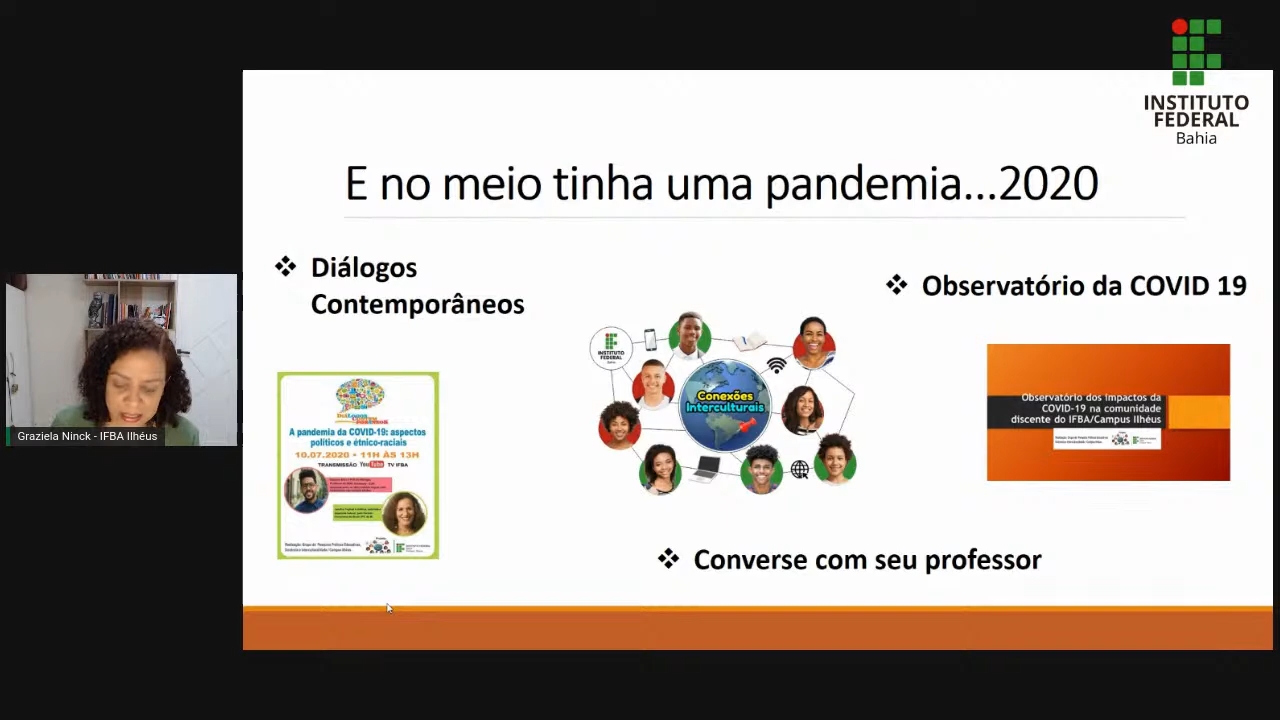 INSTITUTO
FEDERAL
Bahia
E no meio tinha uma pandemia...2020
❖ Diálogos
Contemporâneos
❖ Observatório da COVID 19
A pandemia da COVID-19: aspectos
políticos e étnico-raciais
10.07.2020 • 11H ÀS 13H
TRANSMISSÃO YouTube TV IFBA
INSTITUTO
FEDERAL
Conexões
Interculturais
Observatório dos impactos da
COVID-19 na comunidade
discente do IFBA/Campus Ilhéus
❖ Converse com seu professor
Graziela Ninck - IFBA Ilhéus